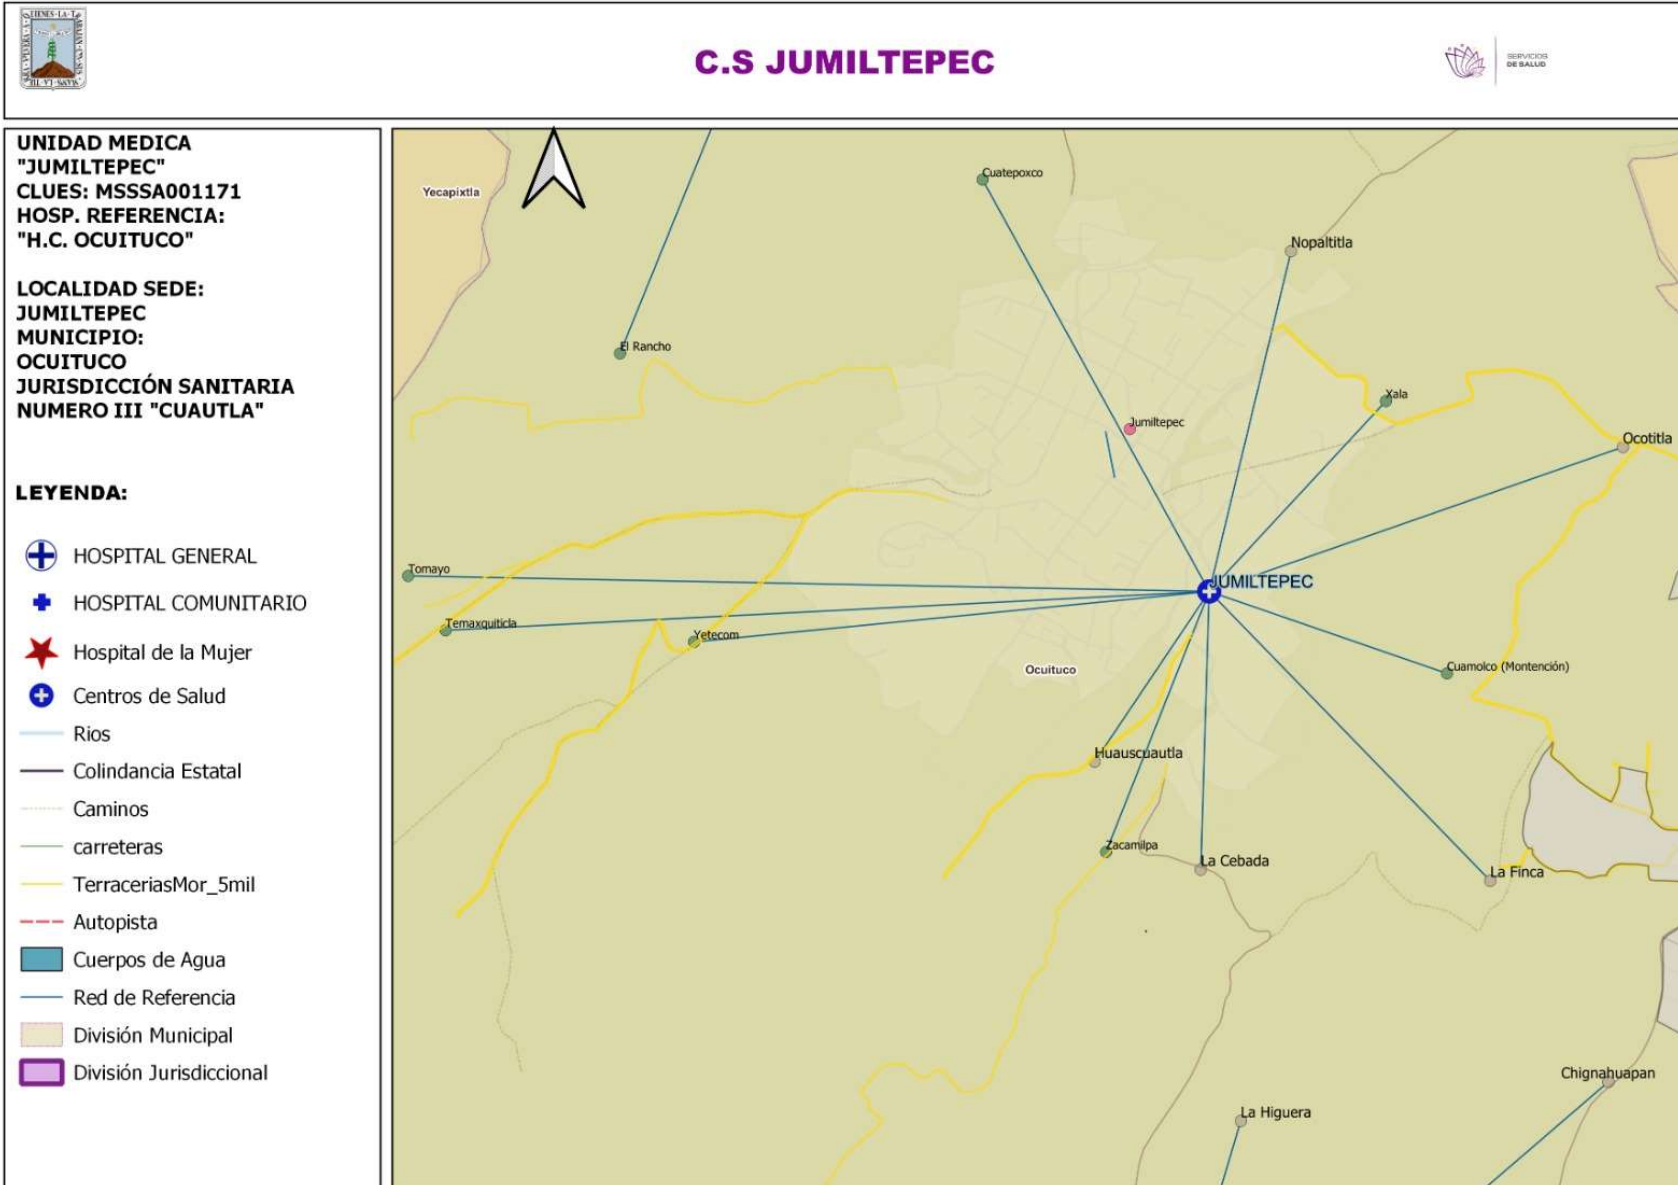 C.S JUMILTEPEC
SERVICIOS
DE SALUD
UNIDAD MEDICA
"JUMILTEPEC"
CLUES: MSSSA001171
HOSP. REFERENCIA:
"H.C. OCUITUCO"
LOCALIDAD SEDE:
JUMILTEPEC
MUNICIPIO:
OCUITUCO
JURISDICCIÓN SANITARIA
NUMERO III "CUAUTLA"
LEYENDA:
HOSPITAL GENERAL
HOSPITAL COMUNITARIO
Hospital de la Mujer
Centros de Salud
Rios
Colindancia Estatal
Caminos
carreteras
TerraceriasMor_5mil
Autopista
Cuerpos de Agua
Red de Referencia
División Municipal
División Jurisdiccional
Yecapixtla
Cuatepoxco
Nopaltitla
El Rancho
Xala
Jumiltepec
Ocotitla
Tomayo
JUMILTEPEC
Temaxquiticla
Yetecom
Ocuituco
Cuamolco (Montención)
Huauscuautla
Zacamilpa
La Cebada
La Finca
Chignahuapan
La Higuera